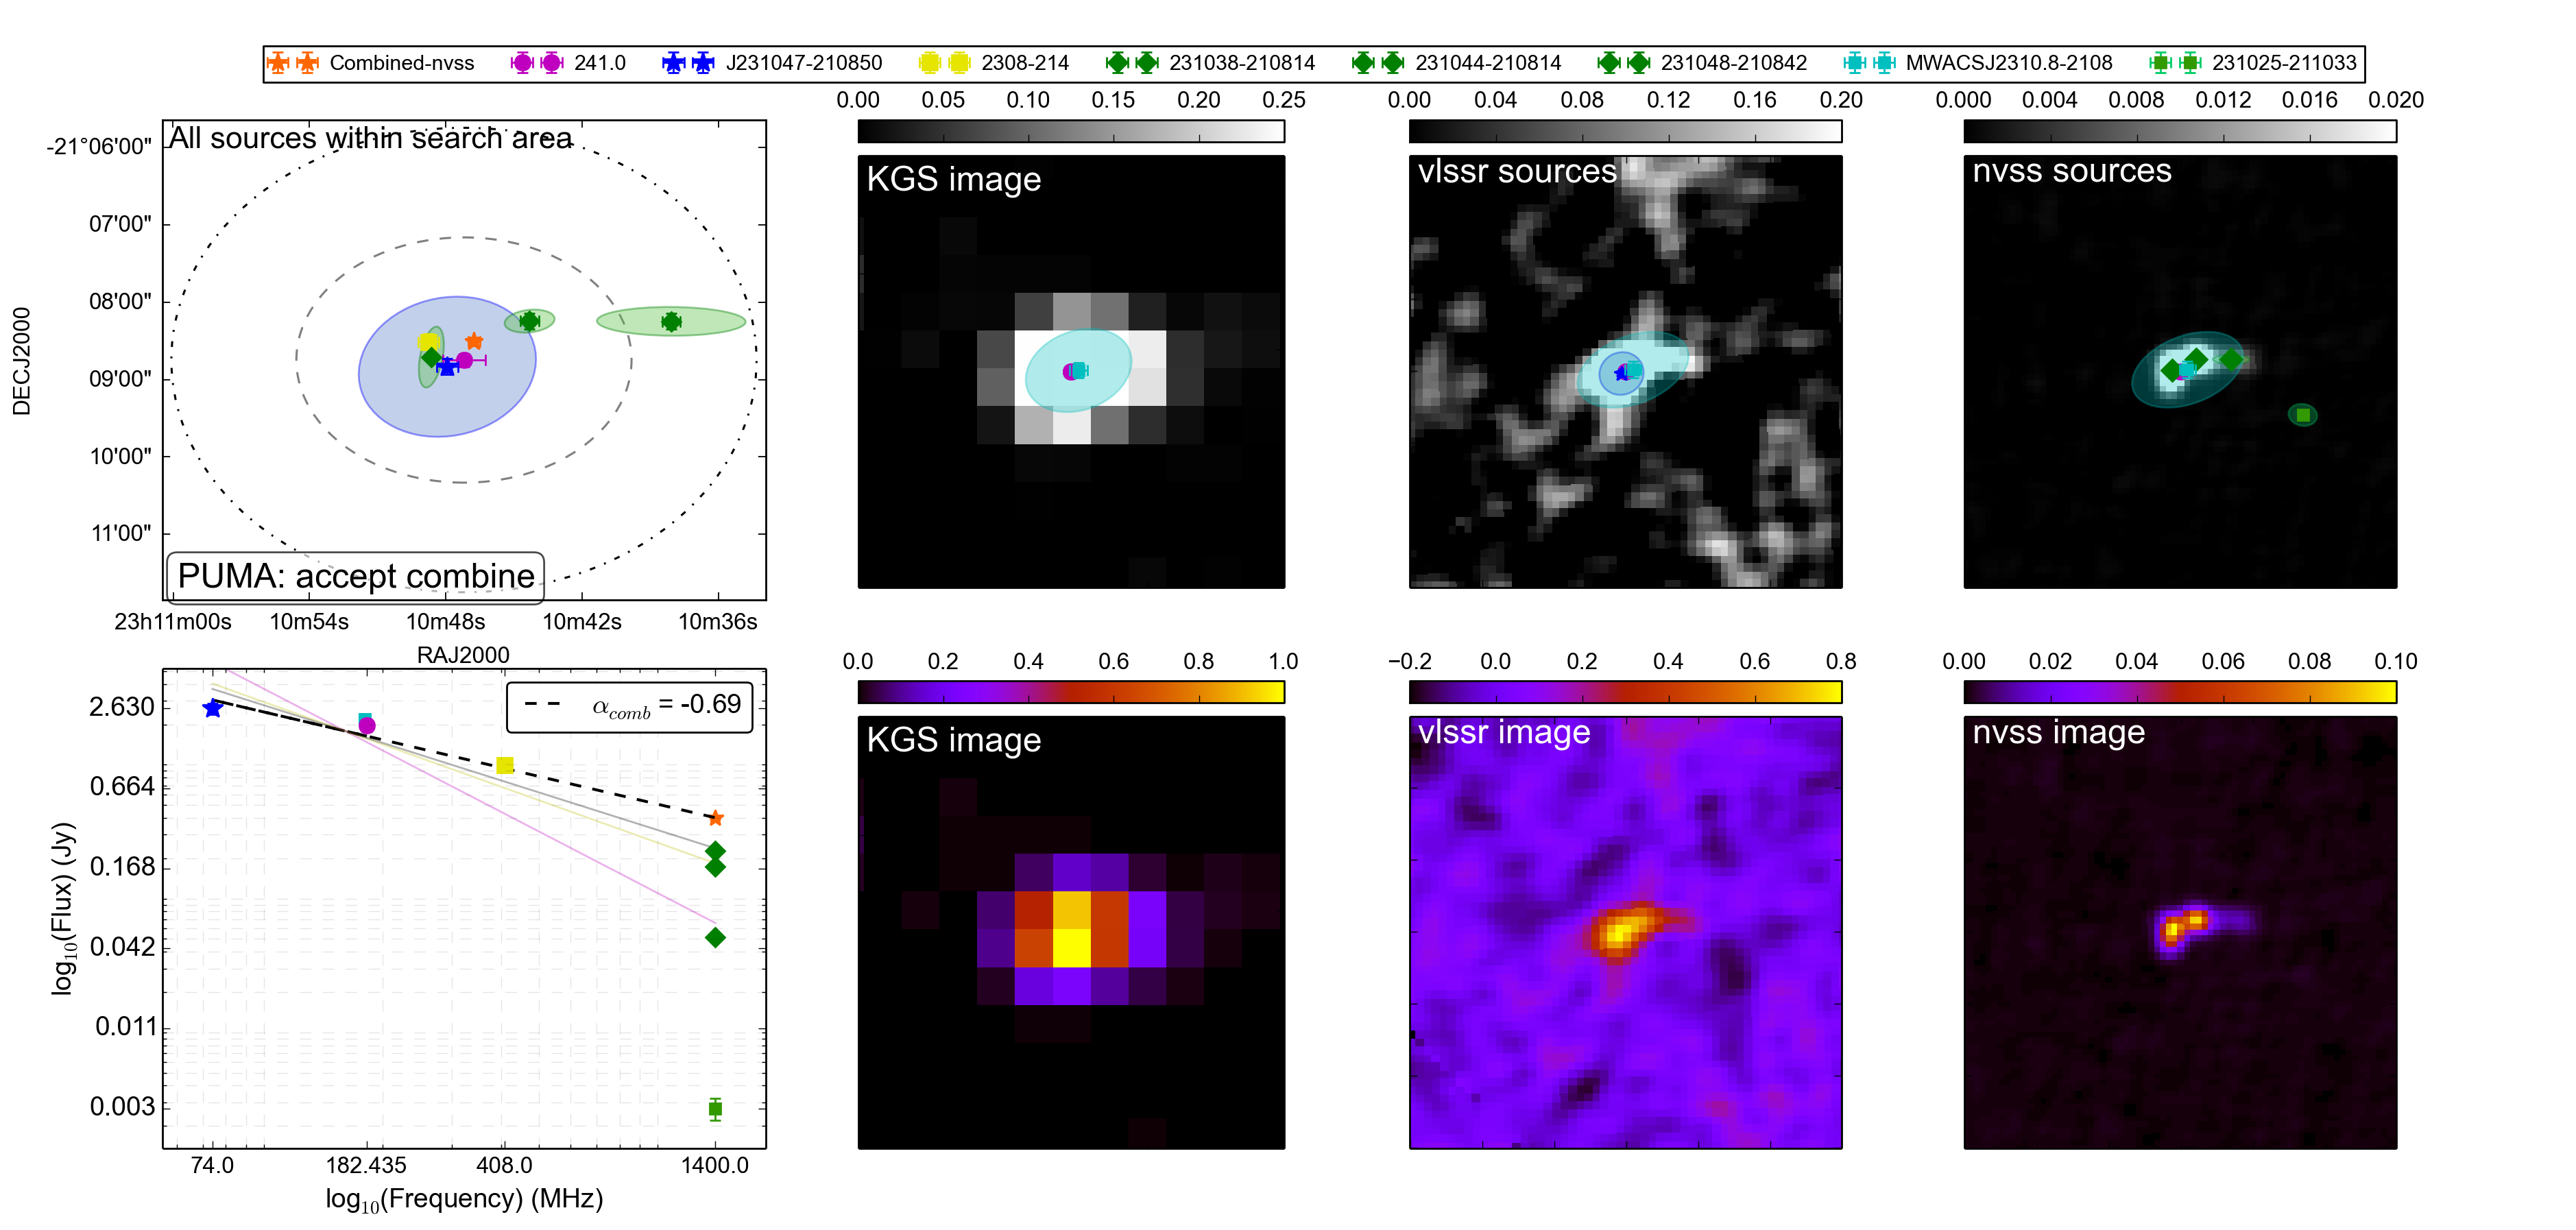 Combined-nvss 241.0 J231047-210850 2308-214 231038-210814 231044-210814 231048-210842 MWACSJ2310.8-2108 231025-211033
0.00 0.05 0.10 0.15 0.20 0.25
0.00 0.04 0.08 0.12 0.16 0.20
0.000 0.004 0.008 0.012 0.016 0.020
All sources within search area
-21°06'00"
07'00"
08'00"
09'00"
10'00"
11'00"
DECJ2000
PUMA: accept combine
23h11m00s 10m54s 10m48s 10m42s 10m36s
RAJ2000
KGS image
vlssr sources
nvss sources
2.630
0.664
0.168
0.042
0.011
0.003
log10(Flux) (Jy)
αcomb = -0.69
74.0 182.435 408.0 1400.0
log10(Frequency) (MHz)
0.0 0.2 0.4 0.6 0.8 1.0
−0.2 0.0 0.2 0.4 0.6 0.8
0.00 0.02 0.04 0.06 0.08 0.10
KGS image
vlssr image
nvss image